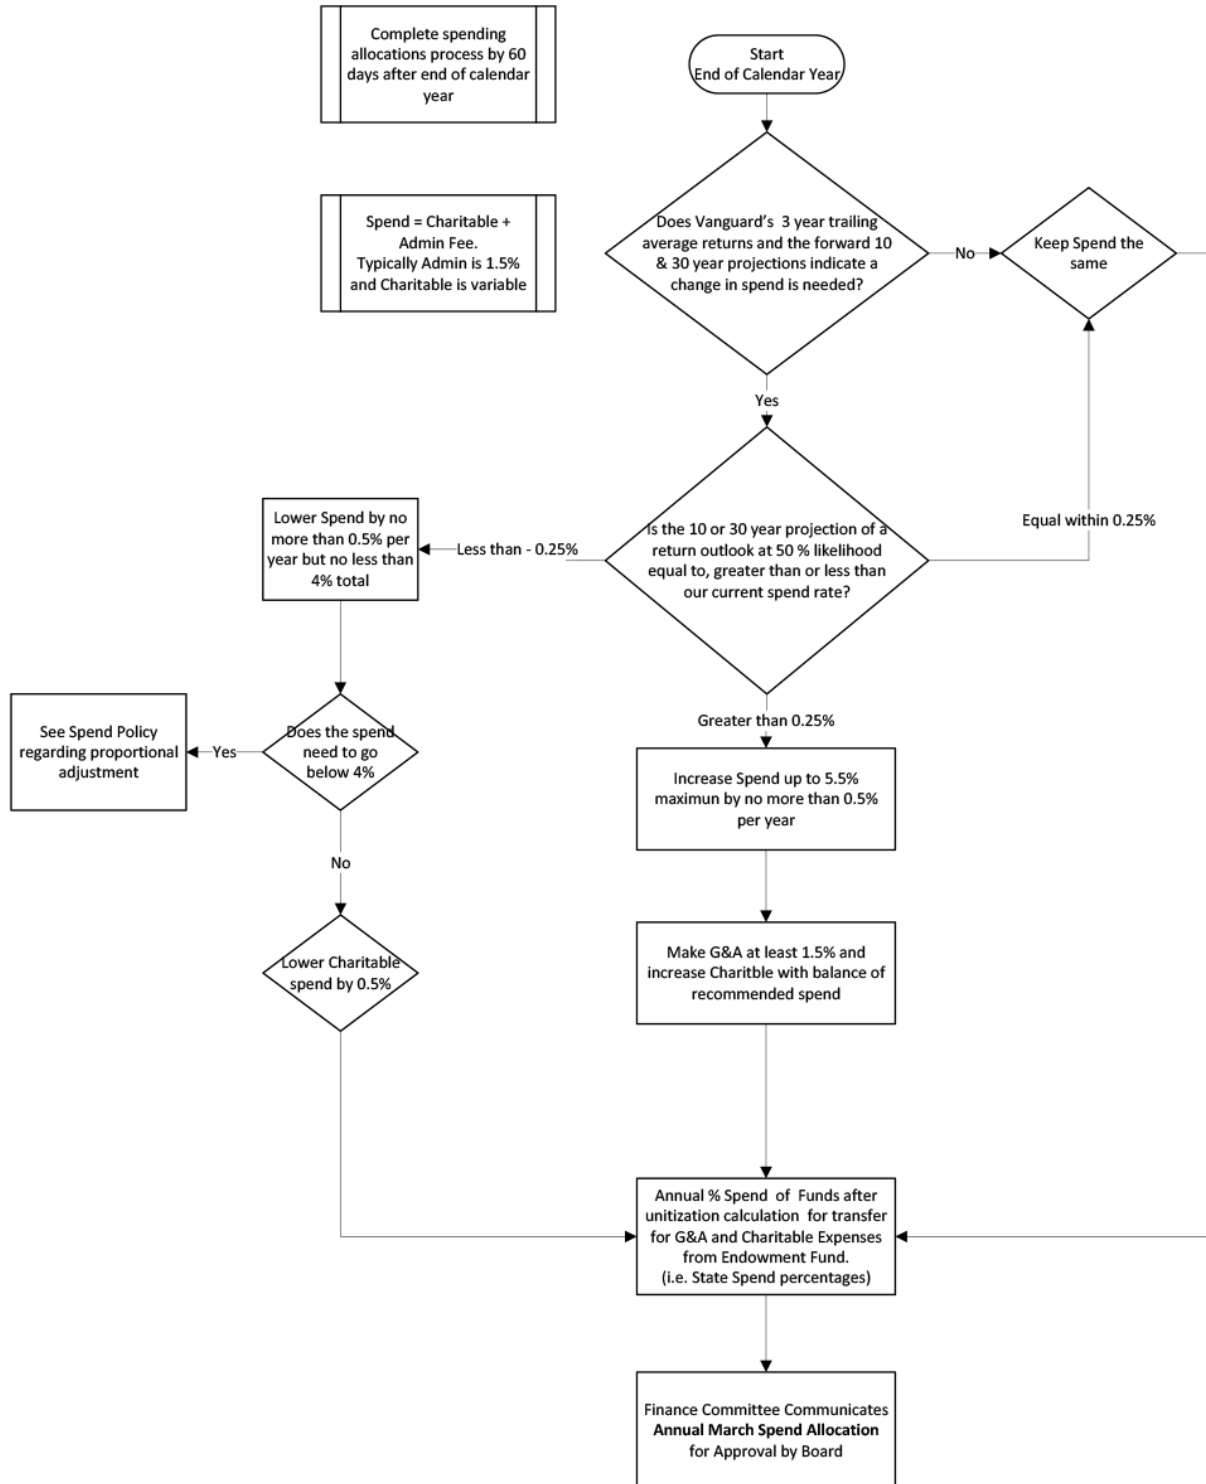 Complete spending
allocations process by 60
days after end of calendar
year
Start
End of Calendar Year
Spend = Charitable +
Admin Fee.
Typically Admin is 1.5%
and Charitable is variable
Does Vanguard's 3 year trailing
average returns and the forward 10
& 30 year projections indicate a
change in spend is needed?
No
Keep Spend the
same
Yes
Lower Spend by no
more than 0.5% per
year but no less than
4% total
Less than - 0.25%
Is the 10 or 30 year projection of a
return outlook at 50 % likelihood
equal to, greater than or less than
our current spend rate?
Equal within 0.25%
See Spend Policy
regarding proportional
adjustment
Yes
Does the spend
need to go
below 4%
Greater than 0.25%
Increase Spend up to 5.5%
maximun by no more than 0.5%
per year
No
Lower Charitable
spend by 0.5%
Make G&A at least 1.5% and
increase Charitble with balance of
recommended spend
Annual % Spend of Funds after
unitization calculation for transfer
for G&A and Charitable Expenses
from Endowment Fund.
(i.e. State Spend percentages)
Finance Committee Communicates
Annual March Spend Allocation
for Approval by Board